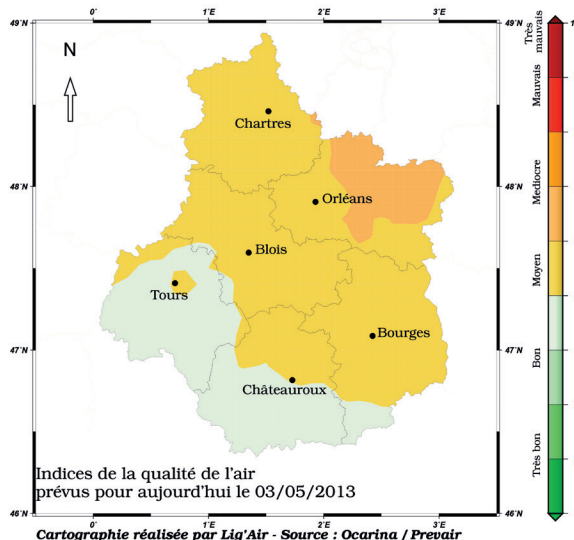 49°N
0°
1°E
2°E
3°E
49°N
1
N
Chartres
48°N
48°N
Orléans
Blois
Tours
Bourges
47°N
47°N
Châteauroux
Indices de la qualité de l'air
prévus pour aujourd'hui le 03/05/2013
46°N
0°
1°E
2°E
3°E
46°N
Très
mauvais
Mauvais
Mediocre
Moyen
Bon
Très bon
Cartographie réalisée par Lig'Air - Source : Ocarina / Prevair